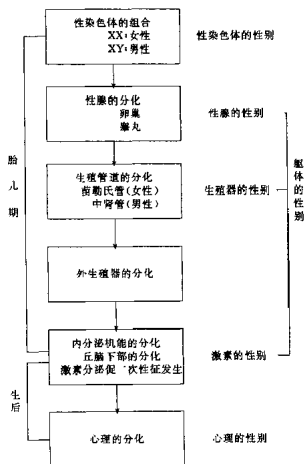 性染色体的组合
XX：女性
XY：男性
性染色体的性别
性腺的分化
卵巢
睾丸
性腺的性别
生殖管道的分化
苗勒氏管(女性)
中肾管(男性)
生殖器的性别
外生殖器的分化
内分泌机能的分化
丘脑下部的分化
激素分泌促 次性征发生
激素的性别
心理的分化
心理的性别
胎儿期
生后
躯体的性别